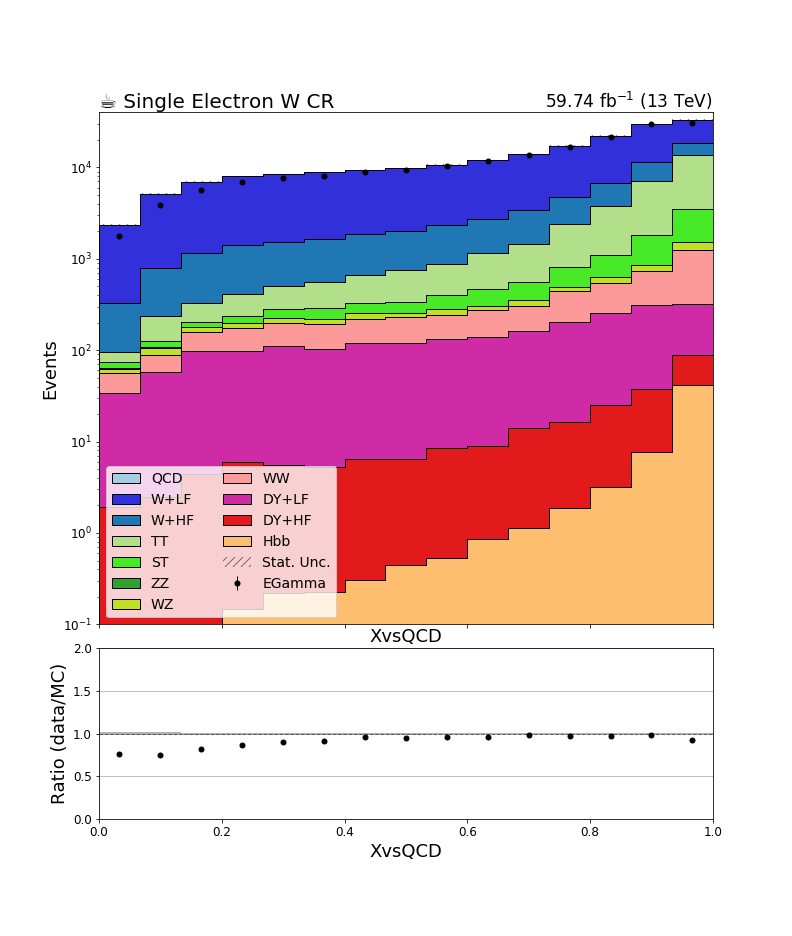 ☕ Single Electron W CR 59.74 fb⁻¹ (13 TeV)
Events
10⁴
10³
10²
10¹
10⁰
10⁻¹
QCD WW
W+LF DY+LF
W+HF DY+HF
TT Hbb
ST Stat. Unc.
ZZ EGamma
WZ
XvsQCD
Ratio (data/MC)
2.0
1.5
1.0
0.5
0.0
0.0 0.2 0.4 0.6 0.8 1.0
XvsQCD